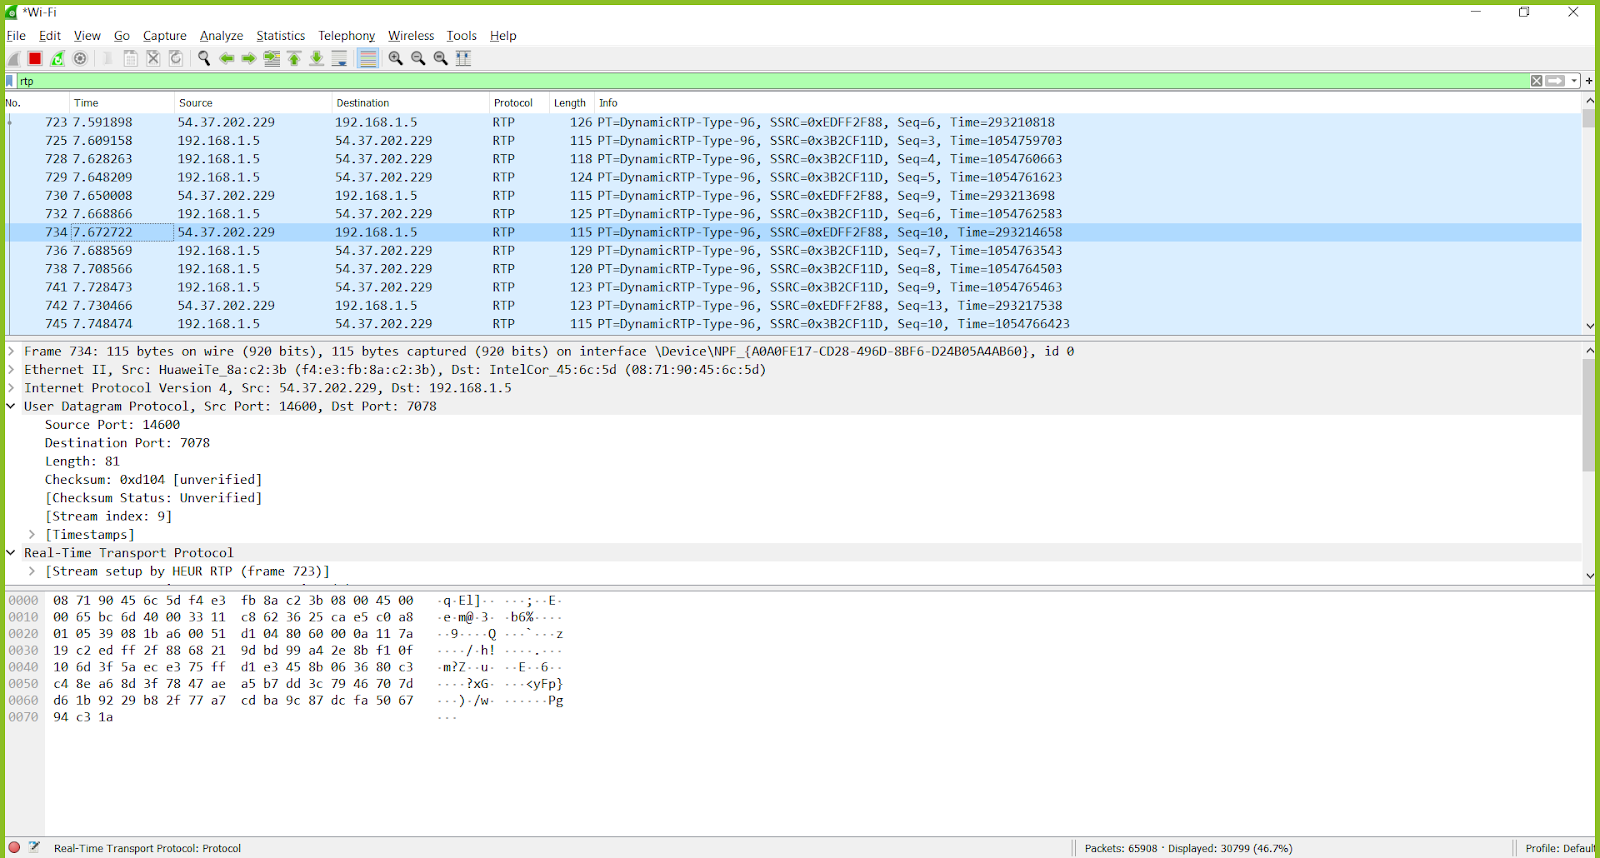 *Wi-Fi
File Edit View Go Capture Analyze Statistics Telephony Wireless Tools Help
rtp
No. Time Source Destination Protocol Length Info
723 7.591898 54.37.202.229 192.168.1.5 RTP 126 PT=DynamicRTP-Type-96, SSRC=0xEDFF2F88, Seq=6, Time=293210818
725 7.609158 192.168.1.5 54.37.202.229 RTP 115 PT=DynamicRTP-Type-96, SSRC=0x3B2CF11D, Seq=3, Time=1054759703
728 7.628263 192.168.1.5 54.37.202.229 RTP 118 PT=DynamicRTP-Type-96, SSRC=0x3B2CF11D, Seq=4, Time=1054760663
729 7.648209 192.168.1.5 54.37.202.229 RTP 124 PT=DynamicRTP-Type-96, SSRC=0x3B2CF11D, Seq=5, Time=1054761623
730 7.650008 54.37.202.229 192.168.1.5 RTP 115 PT=DynamicRTP-Type-96, SSRC=0xEDFF2F88, Seq=9, Time=293213698
732 7.668866 192.168.1.5 54.37.202.229 RTP 125 PT=DynamicRTP-Type-96, SSRC=0x3B2CF11D, Seq=6, Time=1054762583
734 7.672722 54.37.202.229 192.168.1.5 RTP 115 PT=DynamicRTP-Type-96, SSRC=0xEDFF2F88, Seq=10, Time=293214658
736 7.688569 192.168.1.5 54.37.202.229 RTP 129 PT=DynamicRTP-Type-96, SSRC=0x3B2CF11D, Seq=7, Time=1054763543
738 7.708566 192.168.1.5 54.37.202.229 RTP 120 PT=DynamicRTP-Type-96, SSRC=0x3B2CF11D, Seq=8, Time=1054764503
741 7.728473 192.168.1.5 54.37.202.229 RTP 123 PT=DynamicRTP-Type-96, SSRC=0x3B2CF11D, Seq=9, Time=1054765463
742 7.730466 54.37.202.229 192.168.1.5 RTP 123 PT=DynamicRTP-Type-96, SSRC=0xEDFF2F88, Seq=13, Time=293217538
745 7.748474 192.168.1.5 54.37.202.229 RTP 115 PT=DynamicRTP-Type-96, SSRC=0x3B2CF11D, Seq=10, Time=1054766423
Frame 734: 115 bytes on wire (920 bits), 115 bytes captured (920 bits) on interface \Device\NPF_{A0A0FE17-CD28-496D-8BF6-D24B05A4AB60}, id 0
Ethernet II, Src: HuaweiTe_8a:c2:3b (f4:e3:fb:8a:c2:3b), Dst: IntelCor_45:6c:5d (08:71:90:45:6c:5d)
Internet Protocol Version 4, Src: 54.37.202.229, Dst: 192.168.1.5
User Datagram Protocol, Src Port: 14600, Dst Port: 7078
Source Port: 14600
Destination Port: 7078
Length: 81
Checksum: 0xd104 [unverified]
[Checksum Status: Unverified]
[Stream index: 9]
[Timestamps]
Real-Time Transport Protocol
[Stream setup by HEUR RTP (frame 723)]
0000 08 71 90 45 6c 5d f4 e3 fb 8a c2 3b 08 00 45 00 ·q·El]·· ···;··E·
0010 00 65 bc 6d 40 00 33 11 c8 62 36 25 ca e5 c0 a8 ·e·m@·3· ·b6%····
0020 01 05 39 08 1b a6 00 51 d1 04 80 60 00 0a 11 7a ··9····Q ···`···z
0030 19 c2 ed ff 2f 88 68 21 9d bd 99 a4 2e 8b f1 0f ····/·h! ····.···
0040 10 6d 3f 5a ec e3 75 ff d1 e3 45 8b 06 36 80 c3 ·m?Z··u· ··E··6··
0050 c4 8e a6 8d 3f 78 47 ae a5 b7 dd 3c 79 46 70 7d ····?xG· ···<yFp}
0060 d6 1b 92 29 b8 2f 77 a7 cd ba 9c 87 dc fa 50 67 ···)·/w· ······Pg
0070 94 c3 1a ···
Real-Time Transport Protocol: Protocol Packets: 65908 · Displayed: 30799 (46.7%) Profile: Default